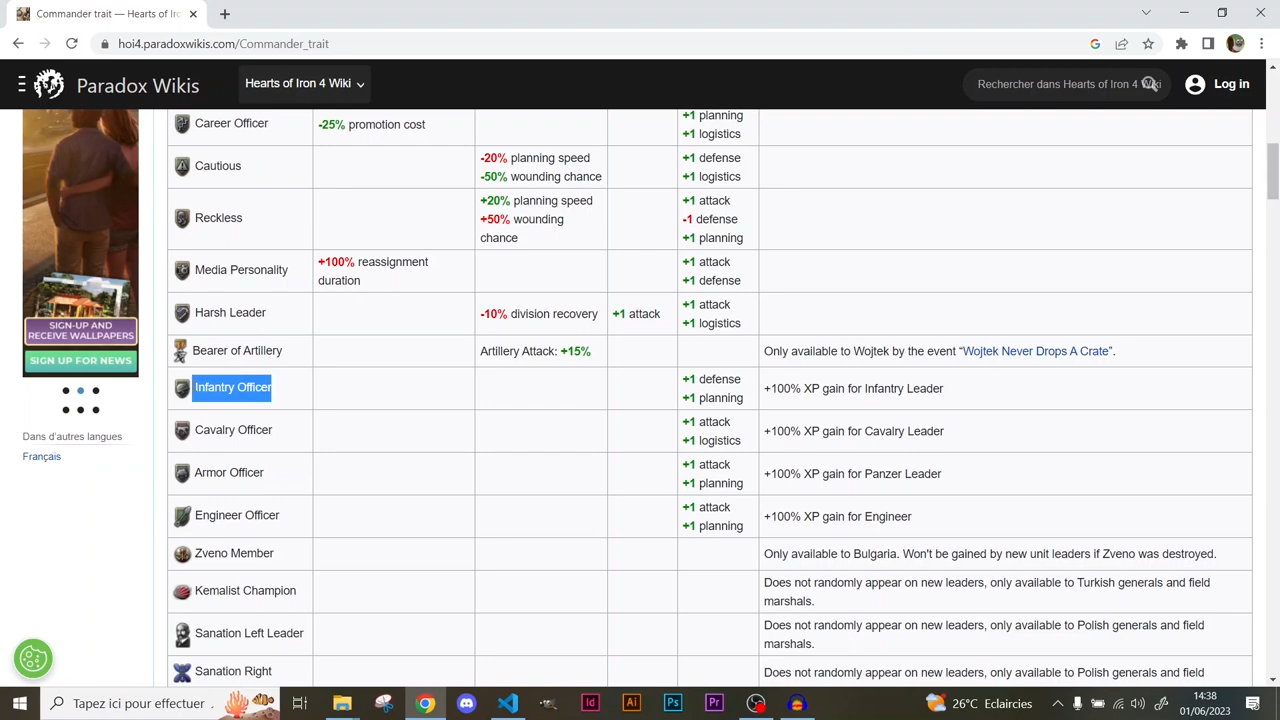 Commander trait — Hearts of Iro
hoi4.paradoxwikis.com/Commander_trait
Paradox Wikis
Hearts of Iron 4 Wiki
Rechercher dans Hearts of Iron 4 Wiki
Log in
Career Officer
-25% promotion cost
+1 planning
+1 logistics
Cautious
-20% planning speed
-50% wounding chance
+1 defense
+1 logistics
Reckless
+20% planning speed
+50% wounding
chance
+1 attack
-1 defense
+1 planning
Media Personality
+100% reassignment
duration
+1 attack
+1 defense
Harsh Leader
-10% division recovery
+1 attack
+1 attack
+1 logistics
Bearer of Artillery
Artillery Attack: +15%
Only available to Wojtek by the event “Wojtek Never Drops A Crate”.
Infantry Officer
+1 defense
+1 planning
+100% XP gain for Infantry Leader
Cavalry Officer
+1 attack
+1 logistics
+100% XP gain for Cavalry Leader
Armor Officer
+1 attack
+1 planning
+100% XP gain for Panzer Leader
Engineer Officer
+1 attack
+1 planning
+100% XP gain for Engineer
Zveno Member
Only available to Bulgaria. Won't be gained by new unit leaders if Zveno was destroyed.
Kemalist Champion
Does not randomly appear on new leaders, only available to Turkish generals and field
marshals.
Sanation Left Leader
Does not randomly appear on new leaders, only available to Polish generals and field
marshals.
Sanation Right
Does not randomly appear on new leaders, only available to Polish generals and field
SIGN-UP AND
RECEIVE WALLPAPERS
SIGN UP FOR NEWS
Dans d'autres langues
Français
Tapez ici pour effectuer
Id
Ai
Ps
Pr
26°C Eclaircies
14:38
01/06/2023